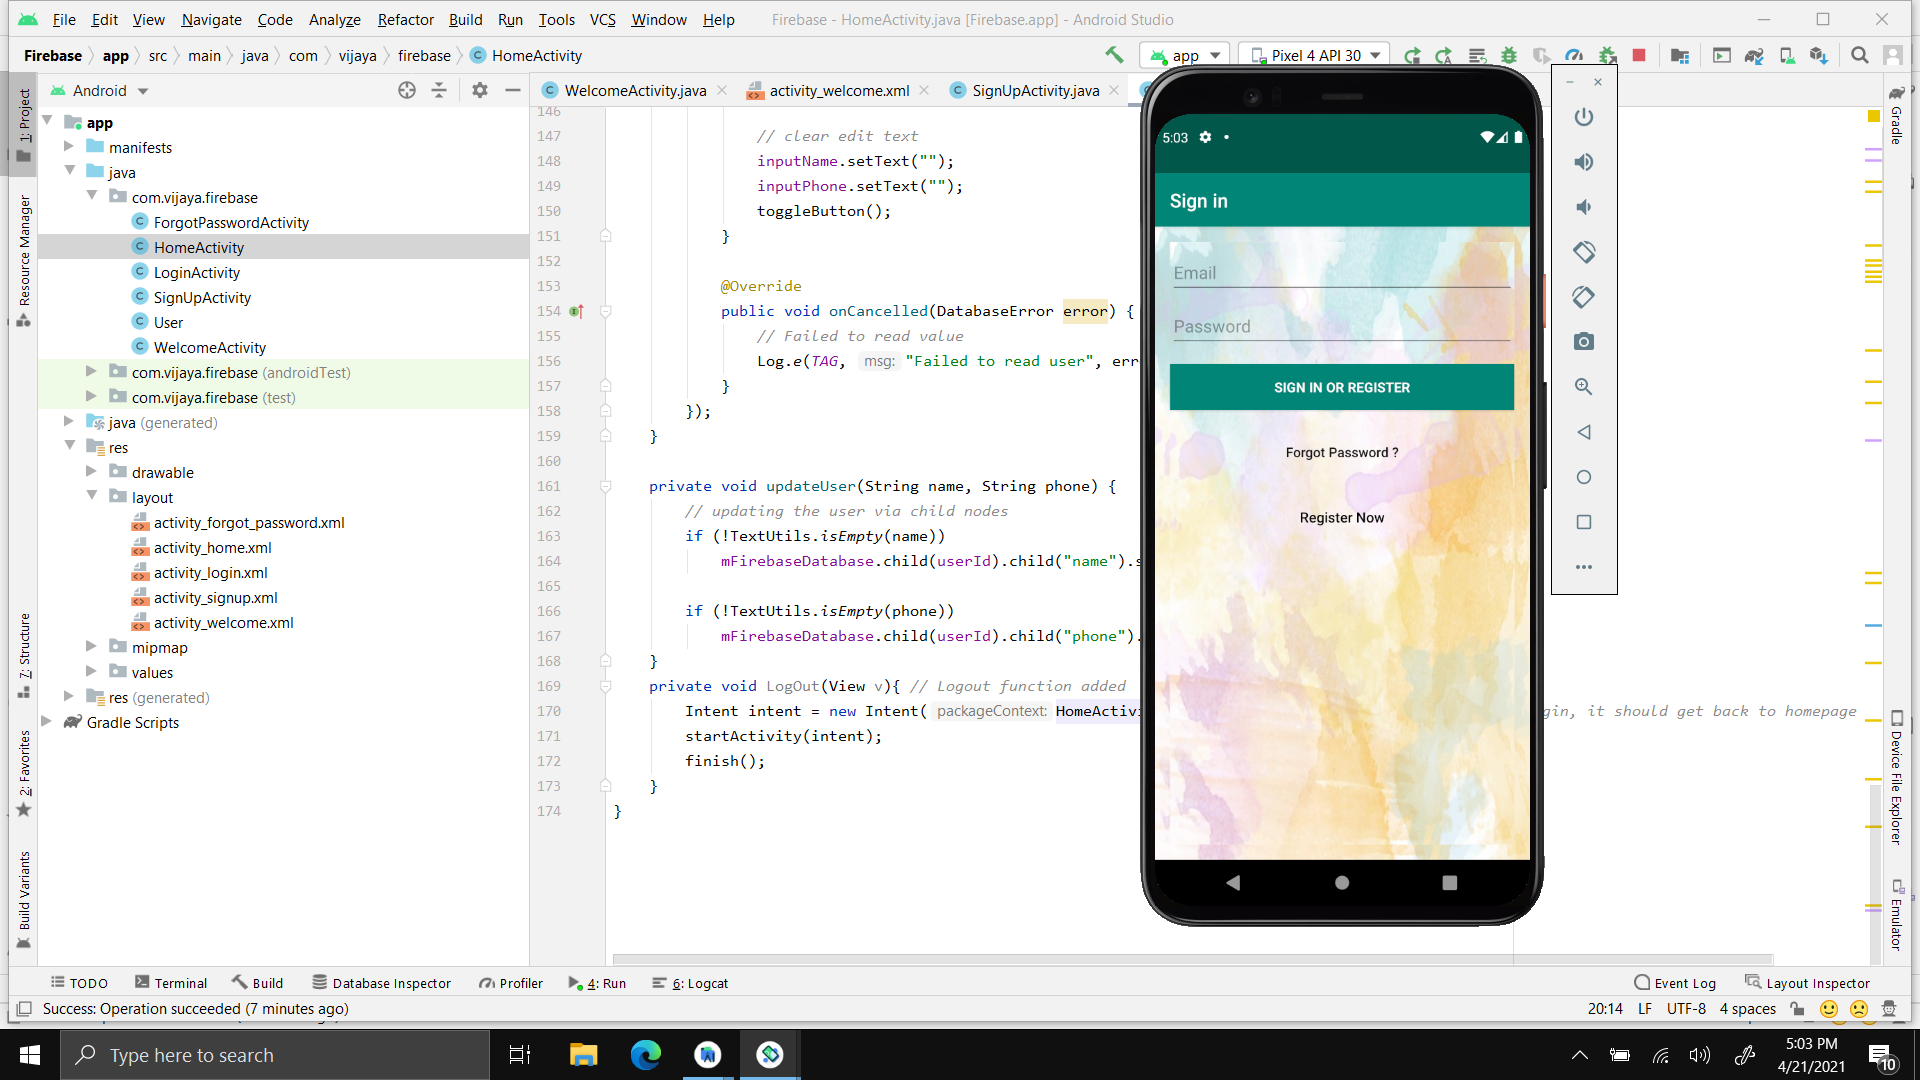 File Edit View Navigate Code Analyze Refactor Build Run Tools VCS Window Help Firebase - HomeActivity.java [Firebase.app] - Android Studio
Firebase app src main java com vijaya firebase HomeActivity app Pixel 4 API 30
Android
WelcomeActivity.java activity_welcome.xml SignUpActivity.java
1: Project
Resource Manager
7: Structure
2: Favorites
Build Variants
app
manifests
java
com.vijaya.firebase
ForgotPasswordActivity
HomeActivity
LoginActivity
SignUpActivity
User
WelcomeActivity
com.vijaya.firebase (androidTest)
com.vijaya.firebase (test)
java (generated)
res
drawable
layout
activity_forgot_password.xml
activity_home.xml
activity_login.xml
activity_signup.xml
activity_welcome.xml
mipmap
values
res (generated)
Gradle Scripts
146
147 // clear edit text
148 inputName.setText("");
149 inputPhone.setText("");
150 toggleButton();
151 }
152
153 @Override
154 public void onCancelled(DatabaseError error) {
155 // Failed to read value
156 Log.e(TAG, msg: "Failed to read user", err
157 }
158 });
159 }
160
161 private void updateUser(String name, String phone) {
162 // updating the user via child nodes
163 if (!TextUtils.isEmpty(name))
164 mFirebaseDatabase.child(userId).child("name").s
165
166 if (!TextUtils.isEmpty(phone))
167 mFirebaseDatabase.child(userId).child("phone").
168 }
169 private void LogOut(View v){ // Logout function added
170 Intent intent = new Intent( packageContext: HomeActivi gin, it should get back to homepage
171 startActivity(intent);
172 finish();
173 }
174 }
5:03
Sign in
Email
Password
SIGN IN OR REGISTER
Forgot Password ?
Register Now
Gradle
Device File Explorer
Emulator
TODO Terminal Build Database Inspector Profiler 4: Run 6: Logcat Event Log Layout Inspector
Success: Operation succeeded (7 minutes ago) 20:14 LF UTF-8 4 spaces
Type here to search
5:03 PM
4/21/2021
10